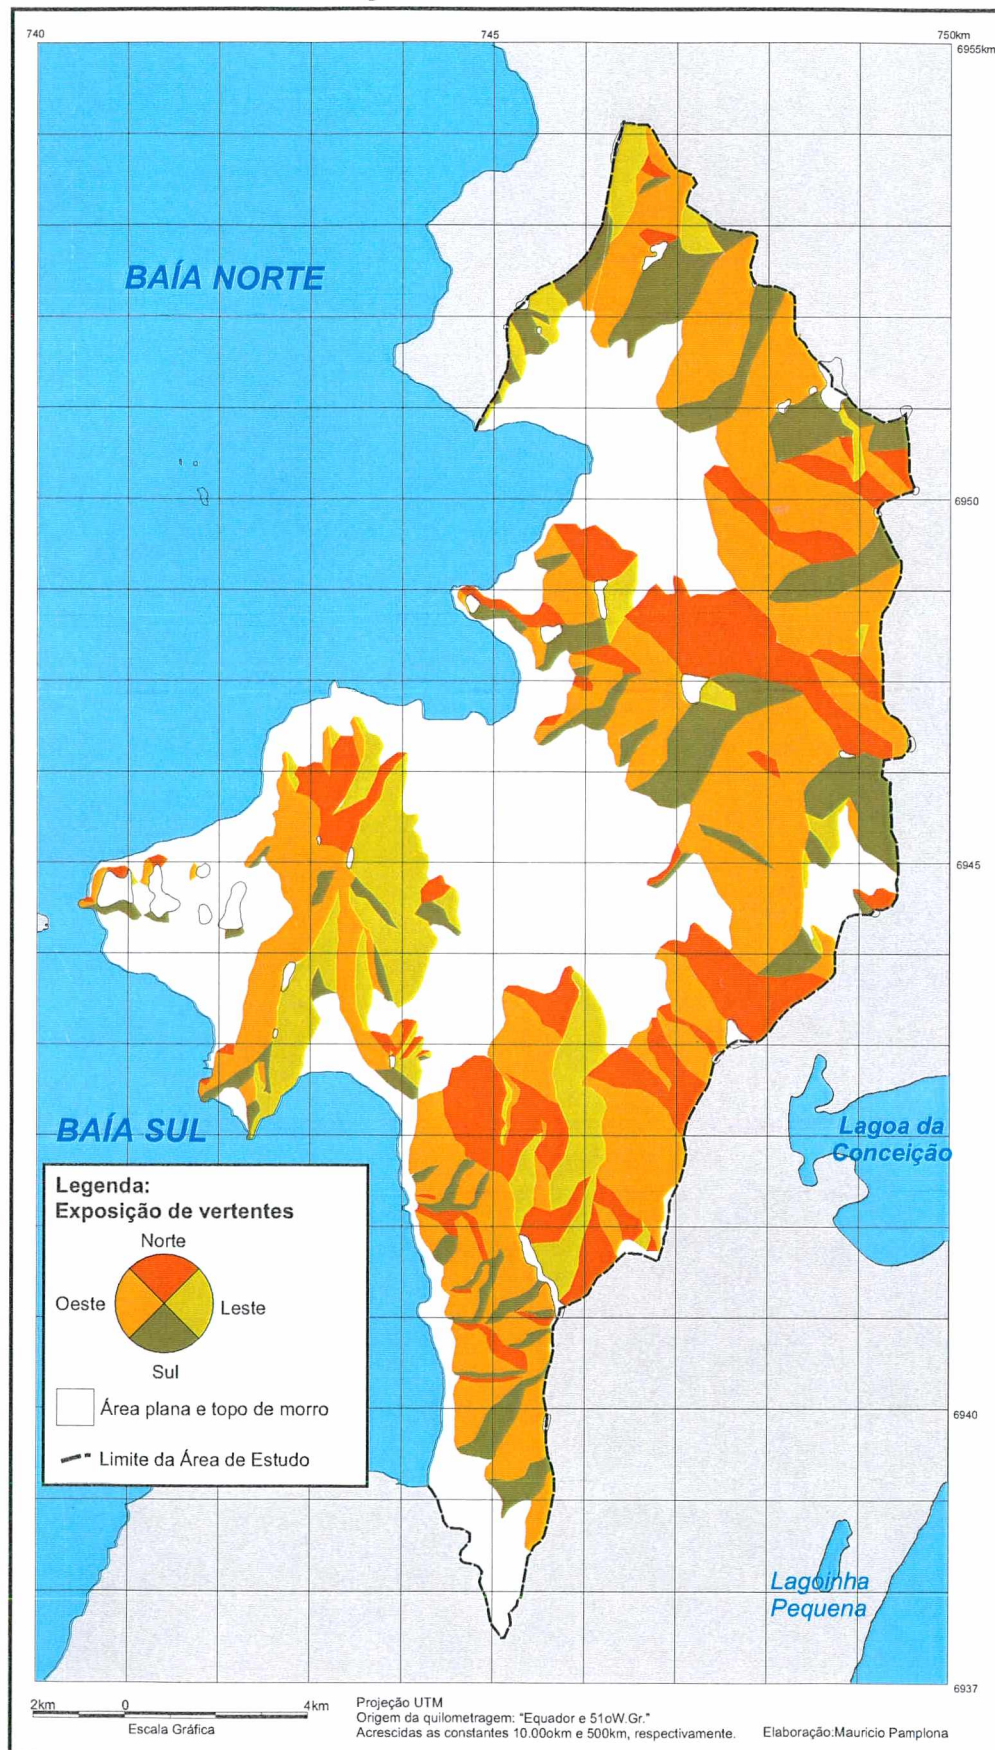 740
745
750km
6955km
BAÍA NORTE
6950
6945
BAÍA SUL
Lagoa da
Conceição
Legenda:
Exposição de vertentes
Norte
Oeste
Leste
Sul
Área plana e topo de morro
Limite da Área de Estudo
6940
Lagoinha
Pequena
6937
2km 0 4km
Escala Gráfica
Projeção UTM
Origem da quilometragem: "Equador e 51oW.Gr."
Acrescidas as constantes 10.00okm e 500km, respectivamente.
Elaboração:Mauricio Pamplona